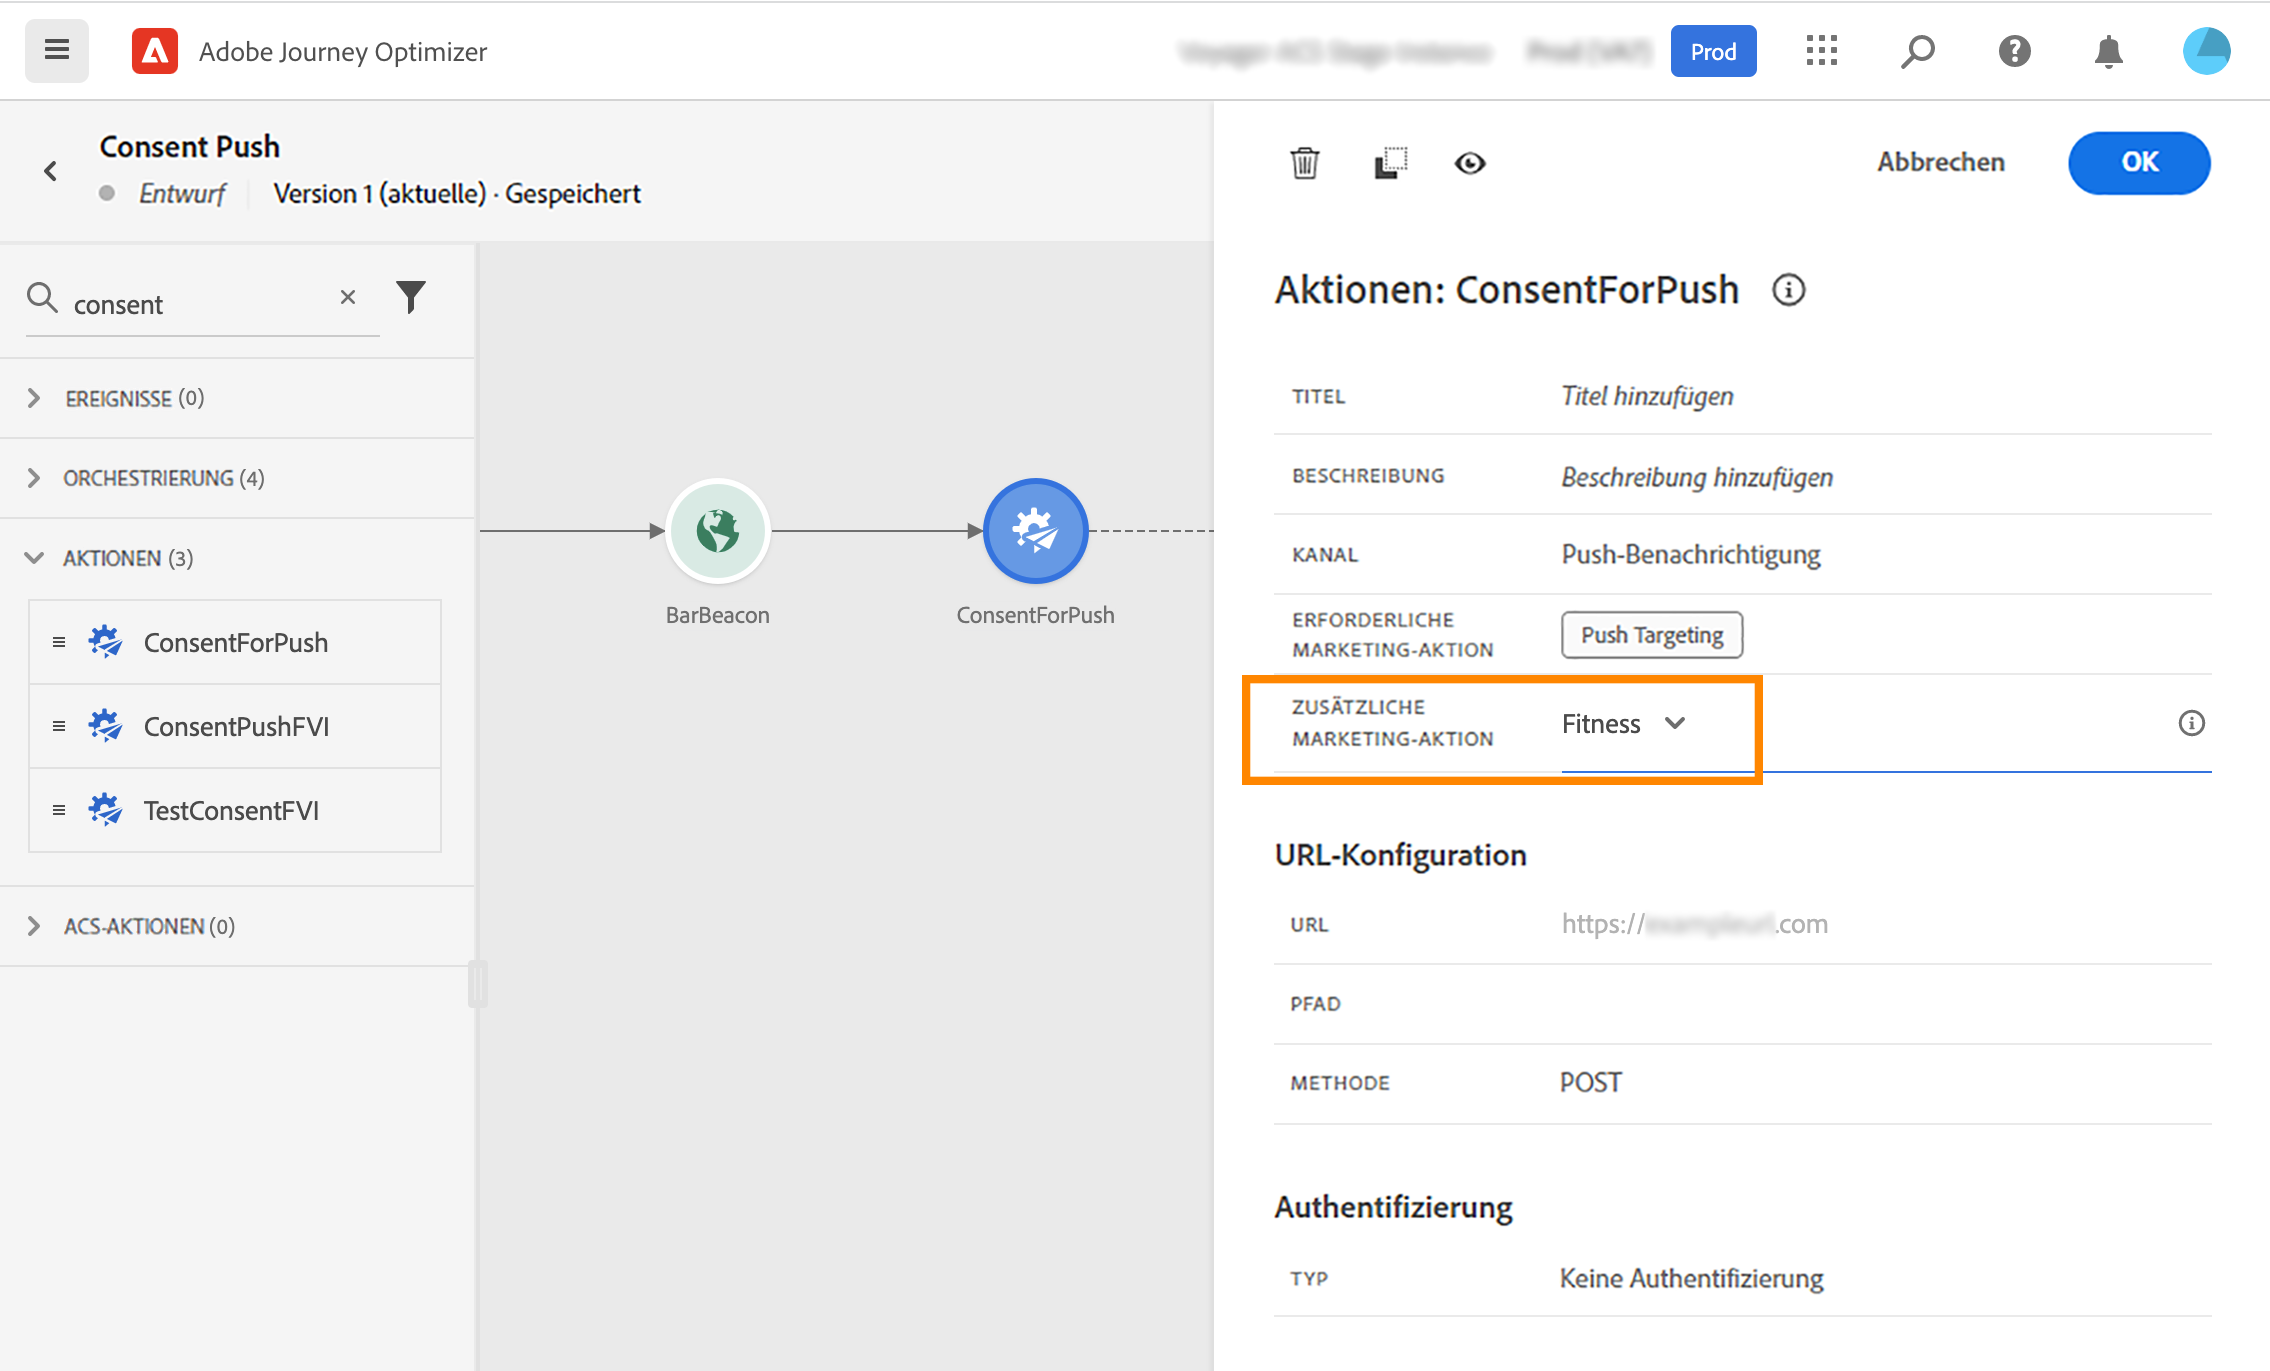 Adobe Journey Optimizer
Prod
Consent Push
Entwurf
Version 1 (aktuelle) · Gespeichert
Abbrechen
OK
consent
EREIGNISSE (0)
ORCHESTRIERUNG (4)
AKTIONEN (3)
ConsentForPush
ConsentPushFVI
TestConsentFVI
ACS-AKTIONEN (0)
BarBeacon
ConsentForPush
Aktionen: ConsentForPush
TITEL
Titel hinzufügen
BESCHREIBUNG
Beschreibung hinzufügen
KANAL
Push-Benachrichtigung
ERFORDERLICHE
MARKETING-AKTION
Push Targeting
ZUSÄTZLICHE
MARKETING-AKTION
Fitness
URL-Konfiguration
URL
https:// .com
PFAD
METHODE
POST
Authentifizierung
TYP
Keine Authentifizierung